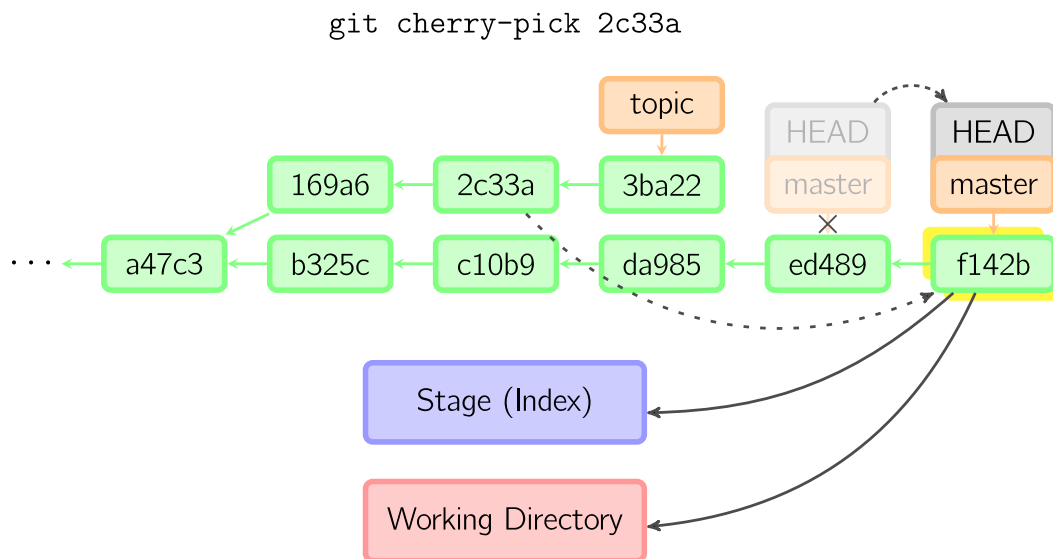 git cherry-pick 2c33a
topic
HEAD HEAD
169a6 2c33a 3ba22 master master
... a47c3 b325c c10b9 da985 ed489 f142b
Stage (Index)
Working Directory